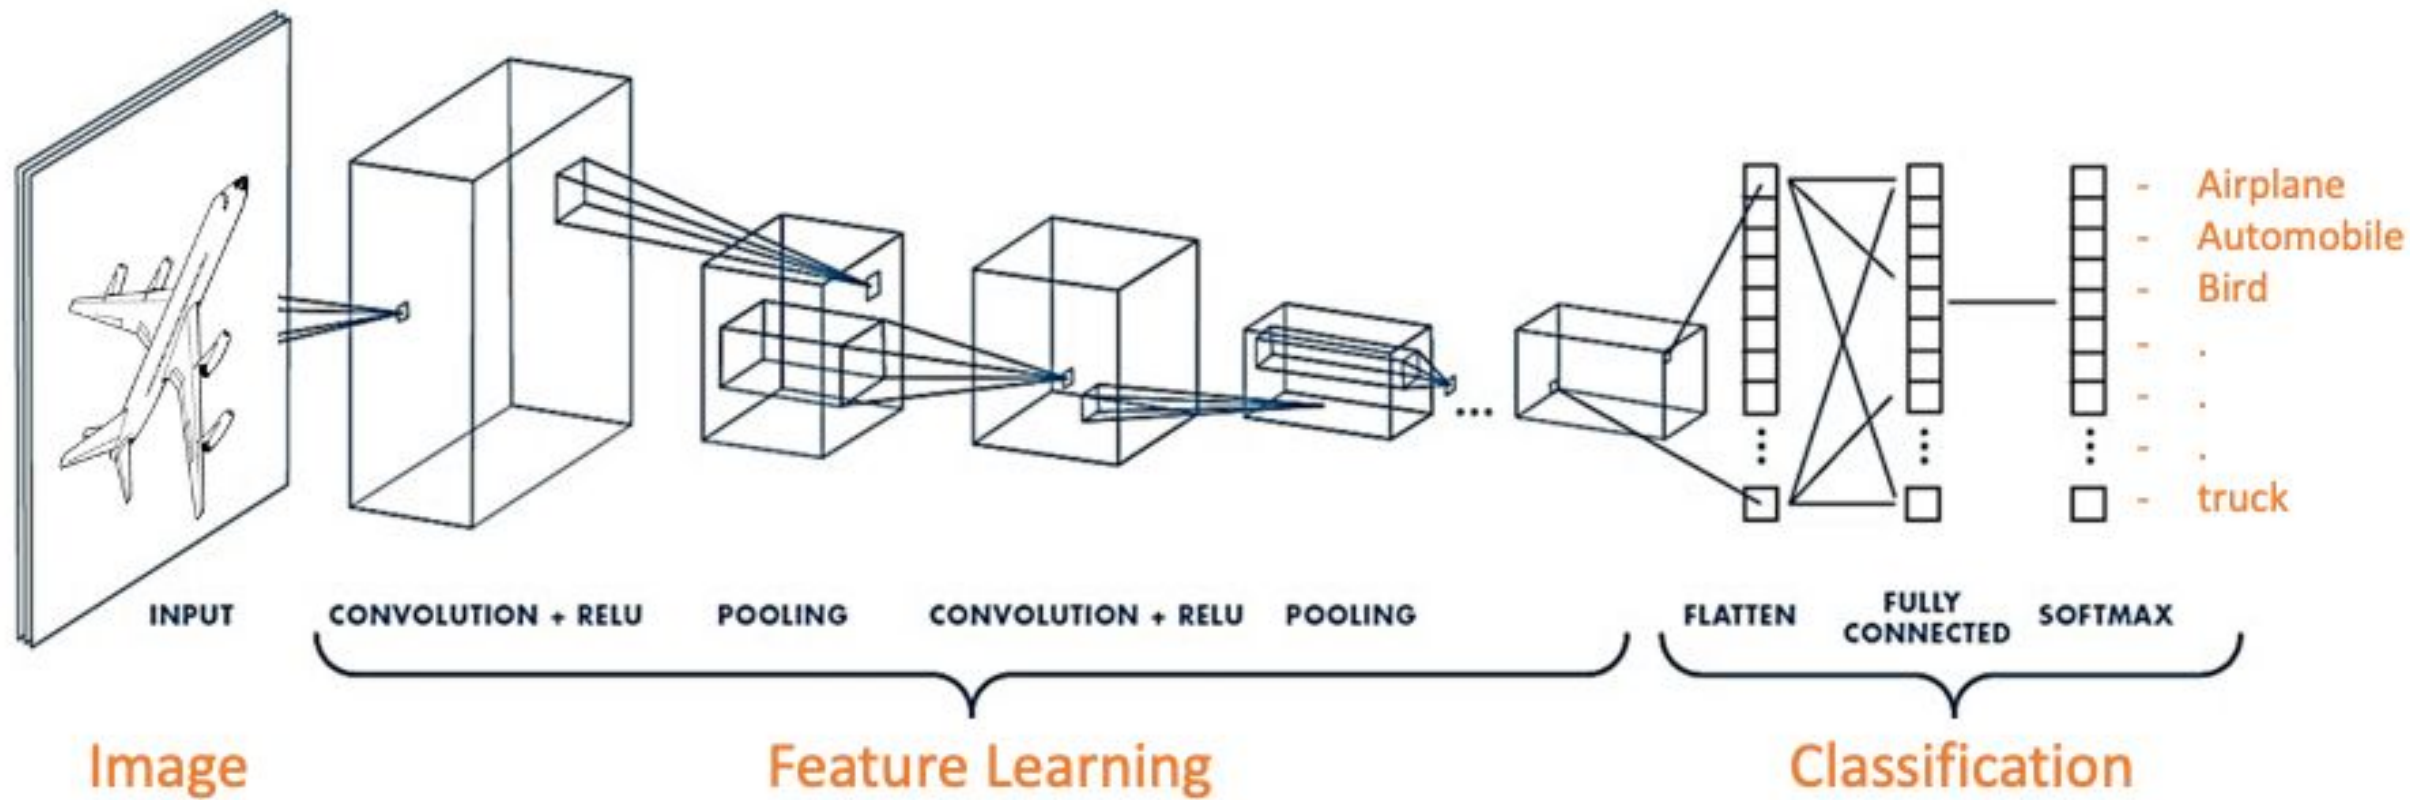 - Airplane
- Automobile
- Bird
- .
- .
- .
- truck
...
INPUT
CONVOLUTION + RELU
POOLING
CONVOLUTION + RELU
POOLING
FLATTEN
FULLY
CONNECTED
SOFTMAX
Image
Feature Learning
Classification